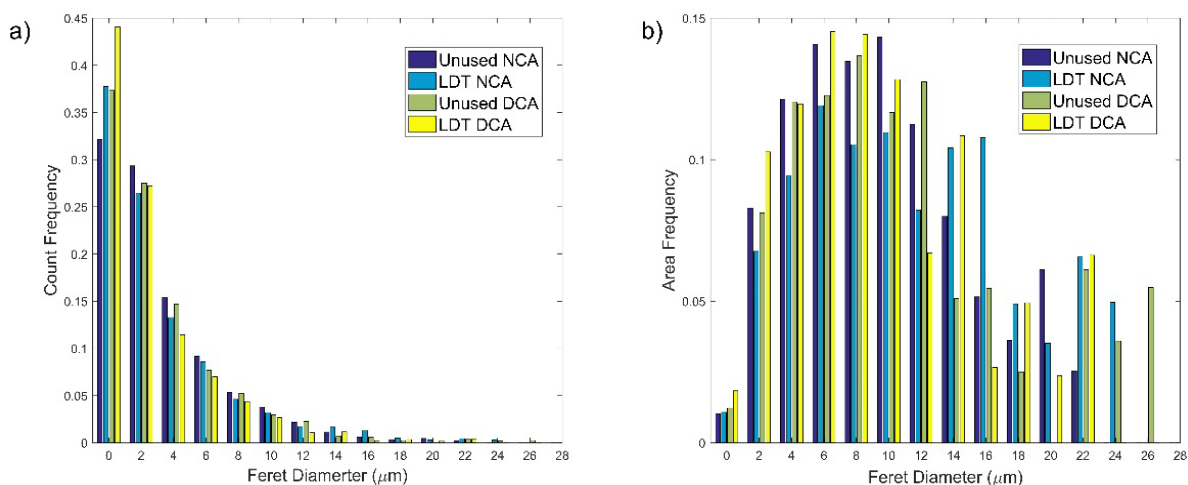 a)
0.45
0.4
0.35
0.3
0.25
0.2
0.15
0.1
0.05
0
Count Frequency
Unused NCA
LDT NCA
Unused DCA
LDT DCA
0 2 4 6 8 10 12 14 16 18 20 22 24 26 28
Feret Diamerter (μm)
b)
0.15
0.1
0.05
0
Area Frequency
Unused NCA
LDT NCA
Unused DCA
LDT DCA
0 2 4 6 8 10 12 14 16 18 20 22 24 26 28
Feret Diameter (μm)